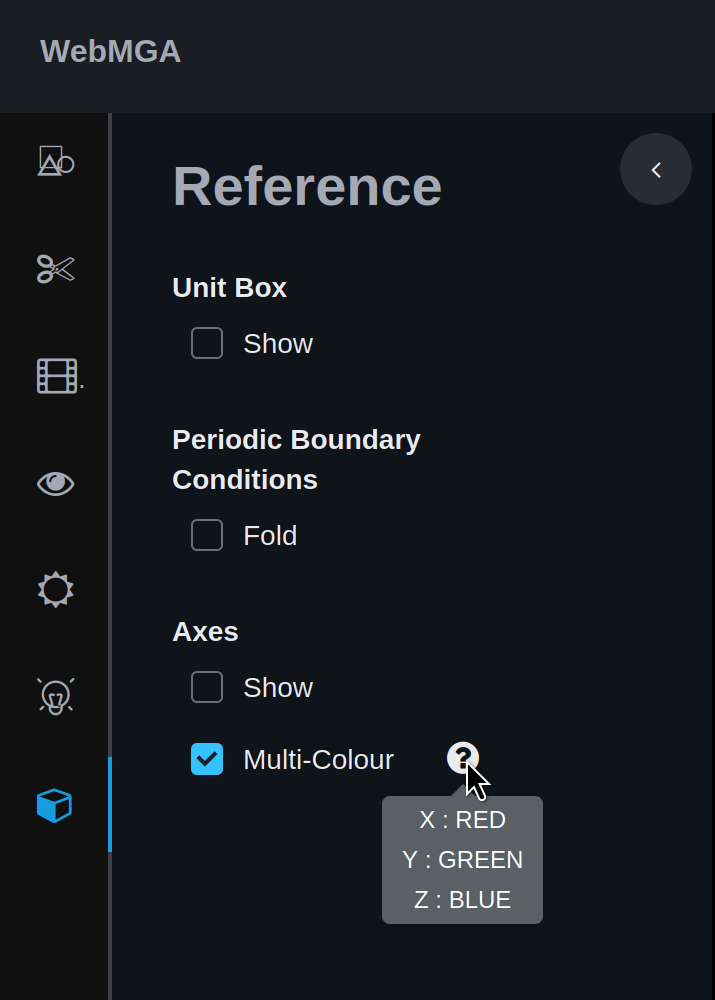 WebMGA
Reference
Unit Box
Show
Periodic Boundary
Conditions
Fold
Axes
Show
Multi-Colour
X : RED
Y : GREEN
Z : BLUE